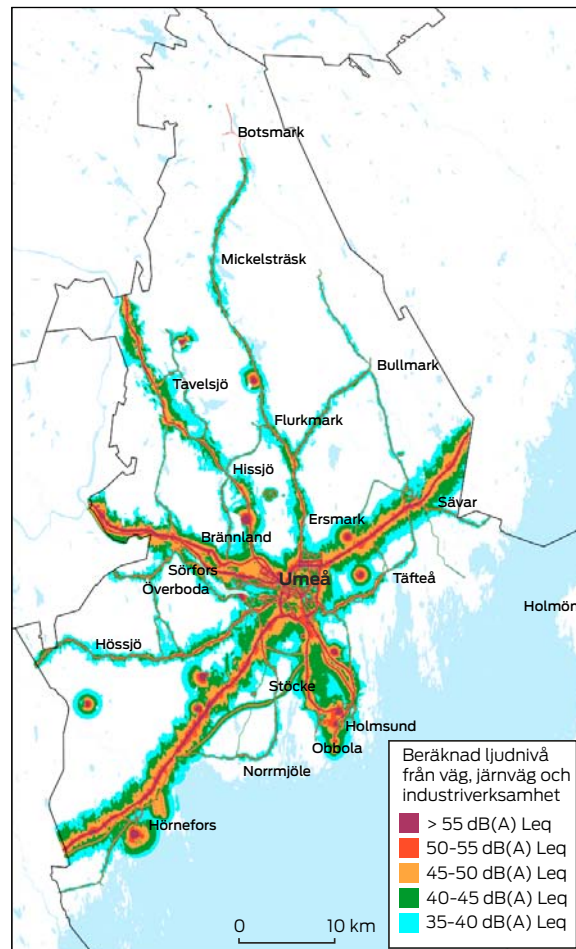 Botsmark
Mickelsträsk
Tavelsjö
Bullmark
Flurkmark
Hissjö
Sävar
Ersmark
Brännland
Umeå
Täfteå
Sörfors
Överboda
Holmön
Hössjö
Stöcke
Holmsund
Obbola
Norrmjöle
Hörnefors
Beräknad ljudnivå
från väg, järnväg och
industriverksamhet
> 55 dB(A) Leq
50-55 dB(A) Leq
45-50 dB(A) Leq
40-45 dB(A) Leq
35-40 dB(A) Leq
0 10 km